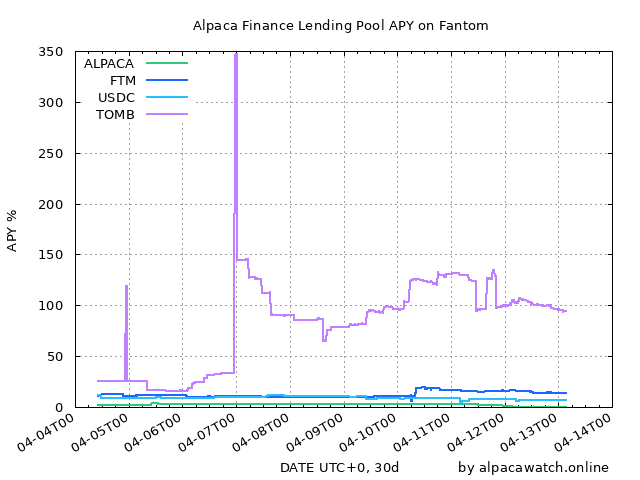 Alpaca Finance Lending Pool APY on Fantom
350
300
250
200
150
100
50
0
APY %
ALPACA
FTM
USDC
TOMB
04-04T00
04-05T00
04-06T00
04-07T00
04-08T00
04-09T00
04-10T00
04-11T00
04-12T00
04-13T00
04-14T00
DATE UTC+0, 30d
by alpacawatch.online